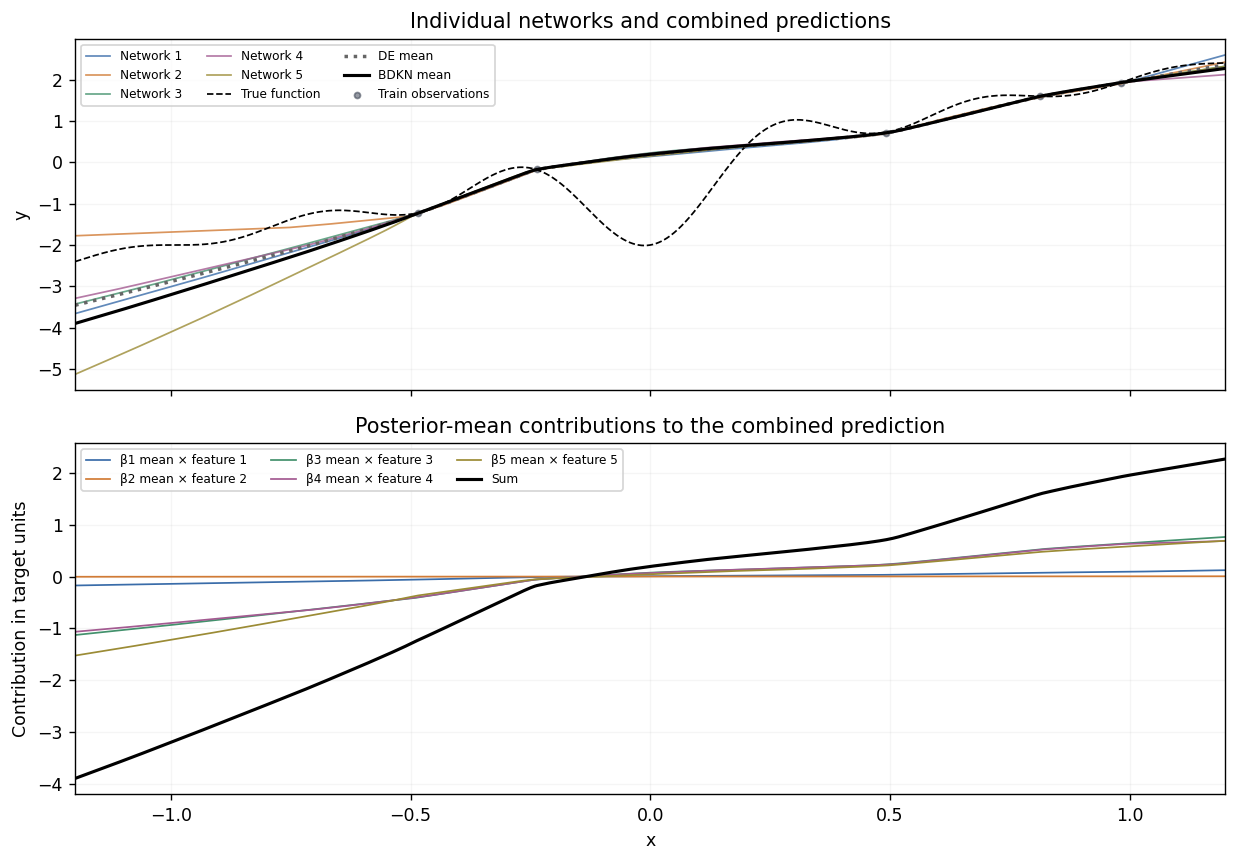 Individual networks and combined predictions
Network 1
Network 2
Network 3
Network 4
Network 5
True function
DE mean
BDKN mean
Train observations
y
2
1
0
−1
−2
−3
−4
−5
Posterior-mean contributions to the combined prediction
β1 mean × feature 1
β2 mean × feature 2
β3 mean × feature 3
β4 mean × feature 4
β5 mean × feature 5
Sum
Contribution in target units
2
1
0
−1
−2
−3
−4
−1.0
−0.5
0.0
0.5
1.0
x